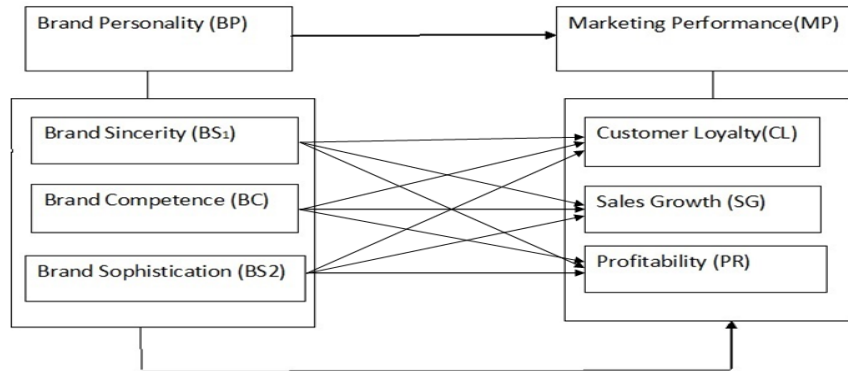 Brand Personality (BP)
Marketing Performance(MP)
Brand Sincerity (BS₁)
Customer Loyalty(CL)
Brand Competence (BC)
Sales Growth (SG)
Brand Sophistication (BS2)
Profitability (PR)